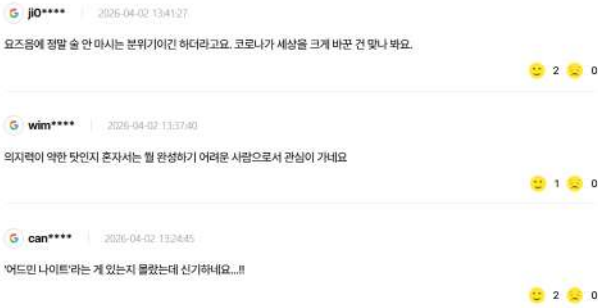 ji0****
2026-04-02 13:41:27
요즈음에 정말 술 안 마시는 분위기이긴 하더라고요. 코로나가 세상을 크게 바꾼 건 맞나 봐요.
2 0
wim****
2026-04-02 13:37:40
의지력이 약한 탓인지 혼자서는 뭘 완성하기 어려운 사람으로서 관심이 가네요
1 0
can****
2026-04-02 13:24:45
'어드민 나이트'라는 게 있는지 몰랐는데 신기하네요...!!
2 0